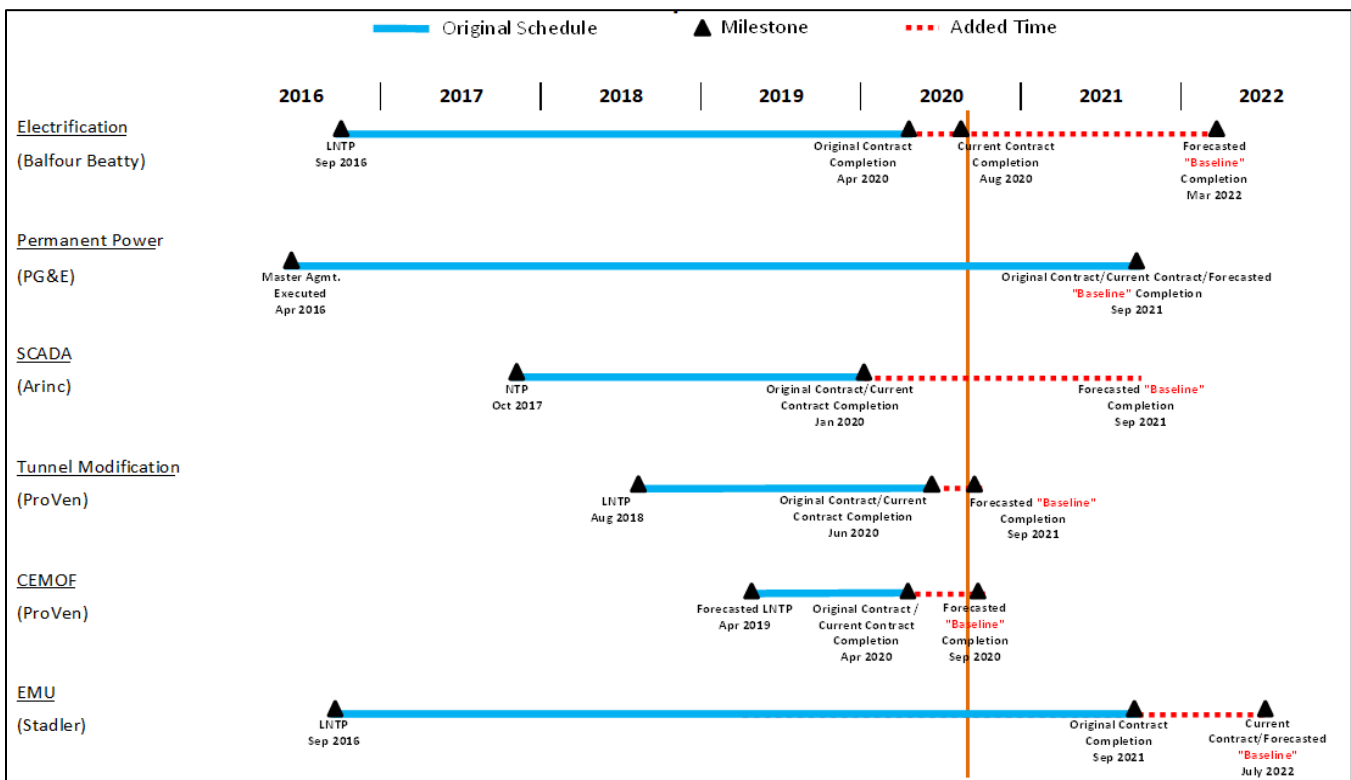 Original Schedule Milestone Added Time
2016 2017 2018 2019 2020 2021 2022
Electrification
(Balfour Beatty)
LNTP
Sep 2016
Original Contract
Completion
Apr 2020
Current Contract
Completion
Aug 2020
Forecasted
"Baseline"
Completion
Mar 2022
Permanent Power
(PG&E)
Master Agmt.
Executed
Apr 2016
Original Contract/Current Contract/Forecasted
"Baseline" Completion
Sep 2021
SCADA
(Arinc)
NTP
Oct 2017
Original Contract/Current
Contract Completion
Jan 2020
Forecasted "Baseline"
Completion
Sep 2021
Tunnel Modification
(ProVen)
LNTP
Aug 2018
Original Contract/Current
Contract Completion
Jun 2020
Forecasted "Baseline"
Completion
Sep 2021
CEMOF
(ProVen)
Forecasted LNTP
Apr 2019
Original Contract /
Current Contract
Completion
Apr 2020
Forecasted
"Baseline"
Completion
Sep 2020
EMU
(Stadler)
LNTP
Sep 2016
Original Contract
Completion
Sep 2021
Current
Contract/Forecasted
"Baseline"
July 2022